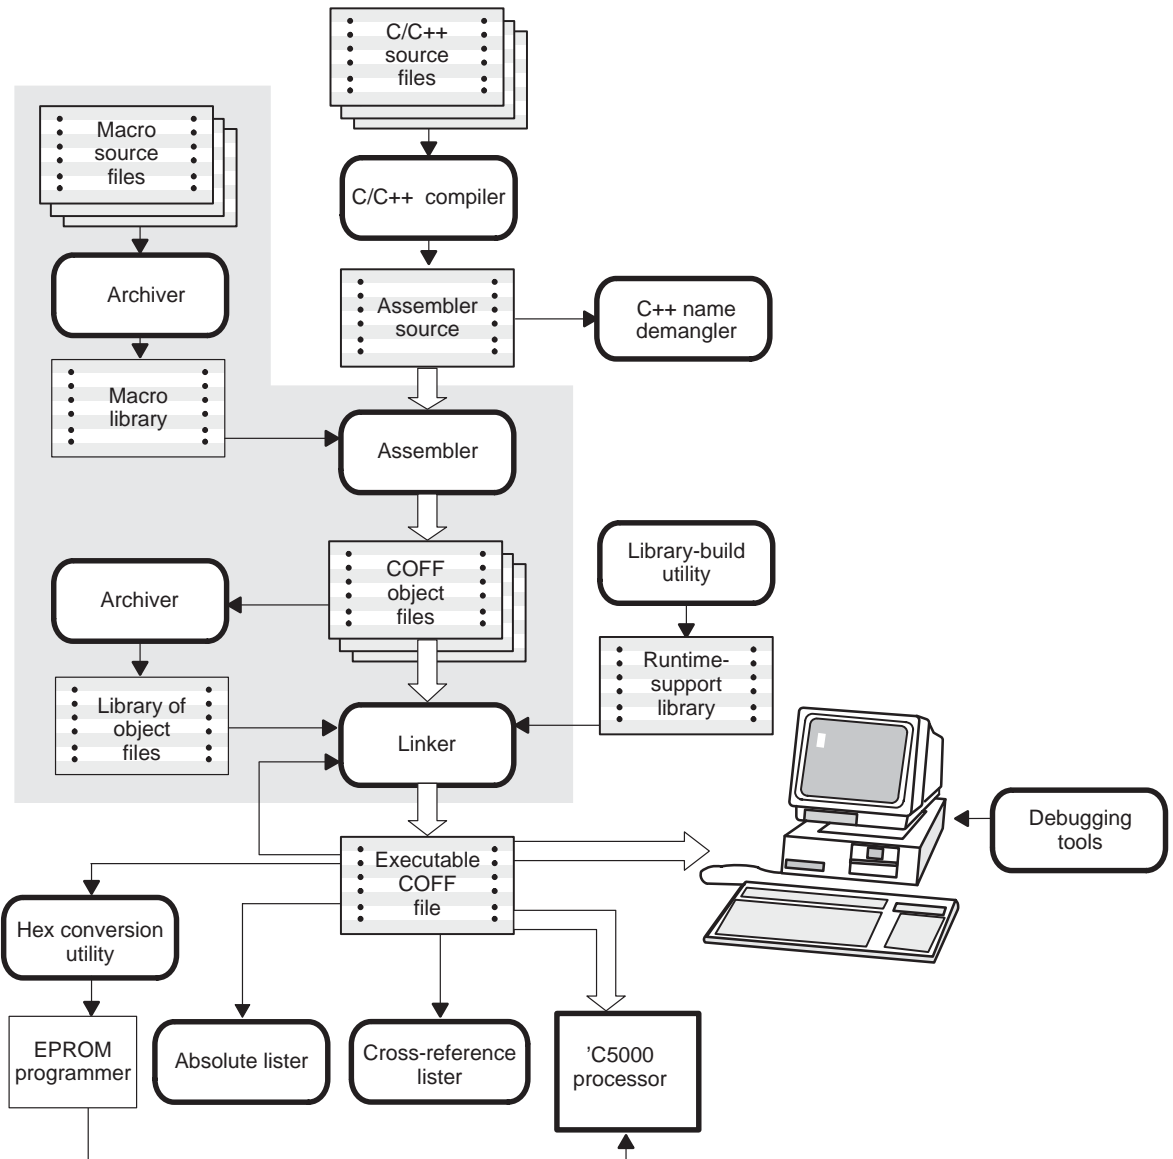 C/C++
source
files
Macro
source
files
C/C++ compiler
Archiver
Assembler
source
C++ name
demangler
Macro
library
Assembler
Library-build
utility
COFF
object
files
Archiver
Runtime-
support
library
Library of
object
files
Linker
Debugging
tools
Executable
COFF
file
Hex conversion
utility
EPROM
programmer
Absolute lister
Cross-reference
lister
’C5000
processor